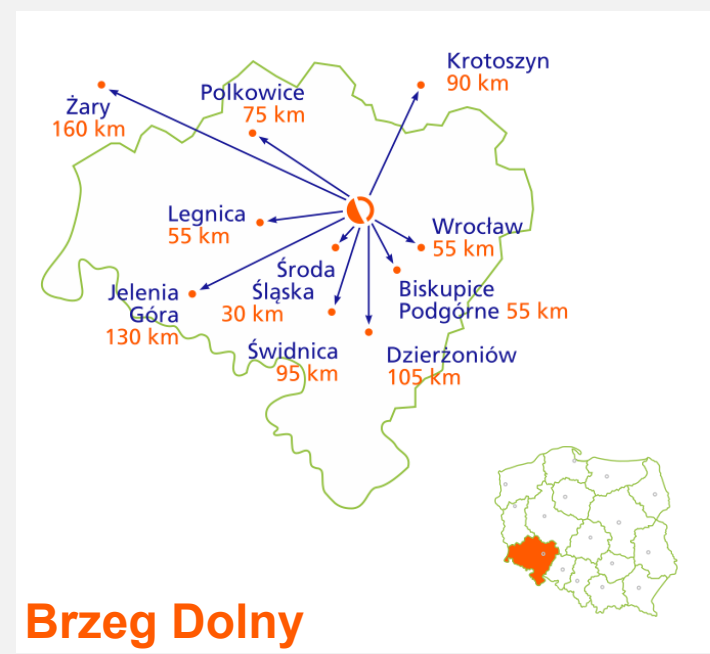 Krotoszyn
90 km
Polkowice
75 km
Żary
160 km
Legnica
55 km
Wrocław
55 km
Środa
Śląska
30 km
Biskupice
Podgórne 55 km
Jelenia
Góra
130 km
Świdnica
95 km
Dzierżoniów
105 km
Brzeg Dolny